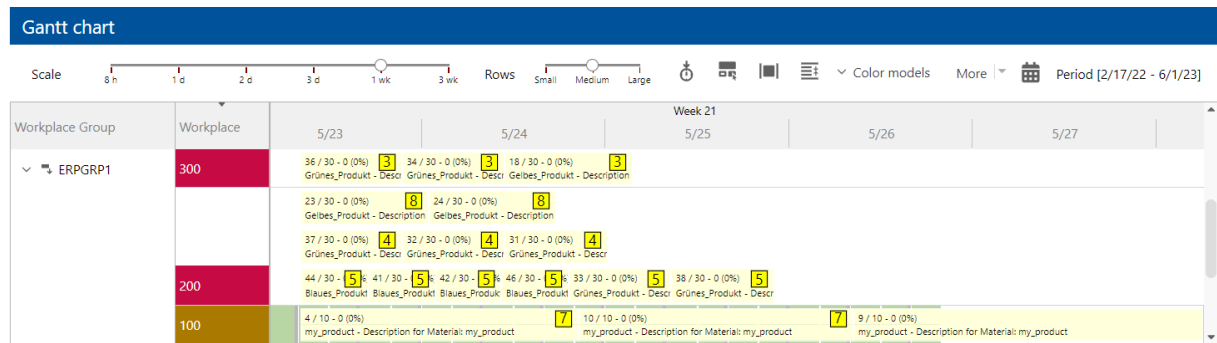 Gantt chart
Scale 8 h 1 d 2 d 3 d 1 wk 3 wk Rows Small Medium Large Color models More Period [2/17/22 - 6/1/23]
Week 21
Workplace Group Workplace 5/23 5/24 5/25 5/26 5/27
ERPGRP1 300
36 / 30 - 0 (0%) 3 34 / 30 - 0 (0%) 3 18 / 30 - 0 (0%) 3
Grünes_Produkt - Descr Grünes_Produkt - Descr Gelbes_Produkt - Description
23 / 30 - 0 (0%) 8 24 / 30 - 0 (0%) 8
Gelbes_Produkt - Description Gelbes_Produkt - Description
37 / 30 - 0 (0%) 4 32 / 30 - 0 (0%) 4 31 / 30 - 0 (0%) 4
Grünes_Produkt - Descr Grünes_Produkt - Descr Grünes_Produkt - Descr
200
44 / 30 - 5 % 41 / 30 - 5 % 42 / 30 - 5 % 46 / 30 - 5 % 33 / 30 - 0 (0%) 5 38 / 30 - 0 (0%) 5
Blaues_Produkt Blaues_Produkt Blaues_Produk Blaues_Produkt Grünes_Produkt - Descr Grünes_Produkt - Descr
100
4 / 10 - 0 (0%) 7 10 / 10 - 0 (0%) 7 9 / 10 - 0 (0%)
my_product - Description for Material: my_product my_product - Description for Material: my_product my_product - Description for Material: my_product